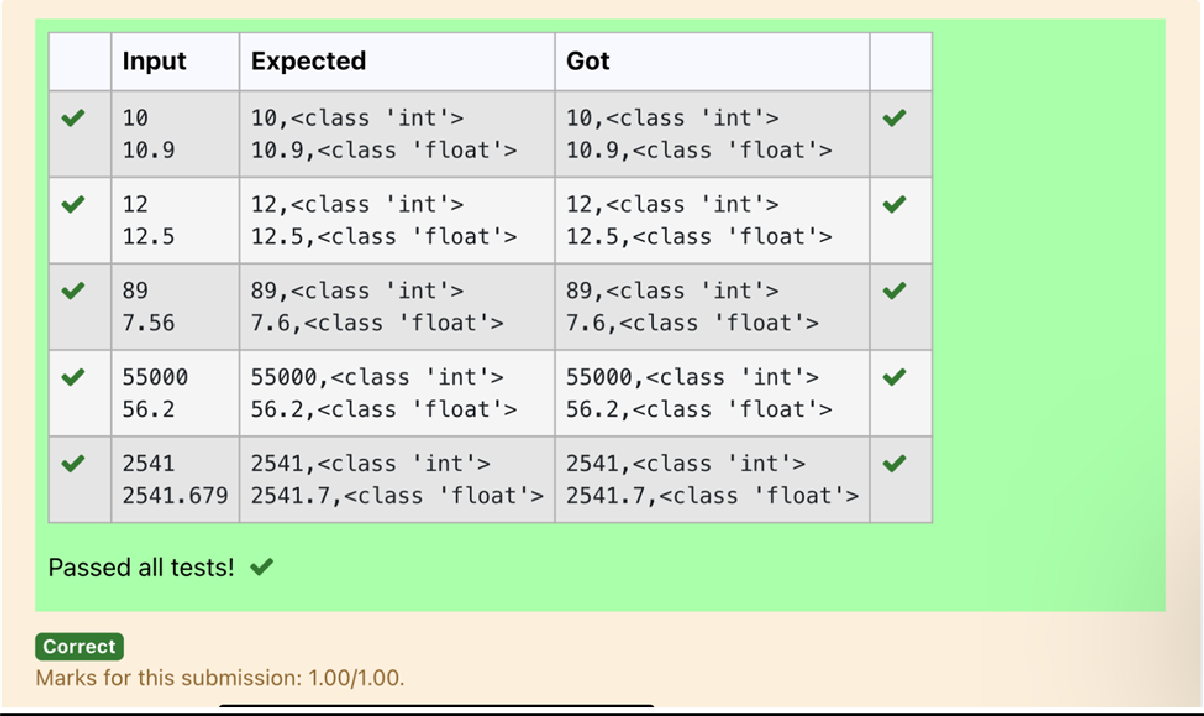 Input Expected Got
10 10,<class 'int'> 10,<class 'int'>
10.9 10.9,<class 'float'> 10.9,<class 'float'>
12 12,<class 'int'> 12,<class 'int'>
12.5 12.5,<class 'float'> 12.5,<class 'float'>
89 89,<class 'int'> 89,<class 'int'>
7.56 7.6,<class 'float'> 7.6,<class 'float'>
55000 55000,<class 'int'> 55000,<class 'int'>
56.2 56.2,<class 'float'> 56.2,<class 'float'>
2541 2541,<class 'int'> 2541,<class 'int'>
2541.679 2541.7,<class 'float'> 2541.7,<class 'float'>
Passed all tests!
Correct
Marks for this submission: 1.00/1.00.